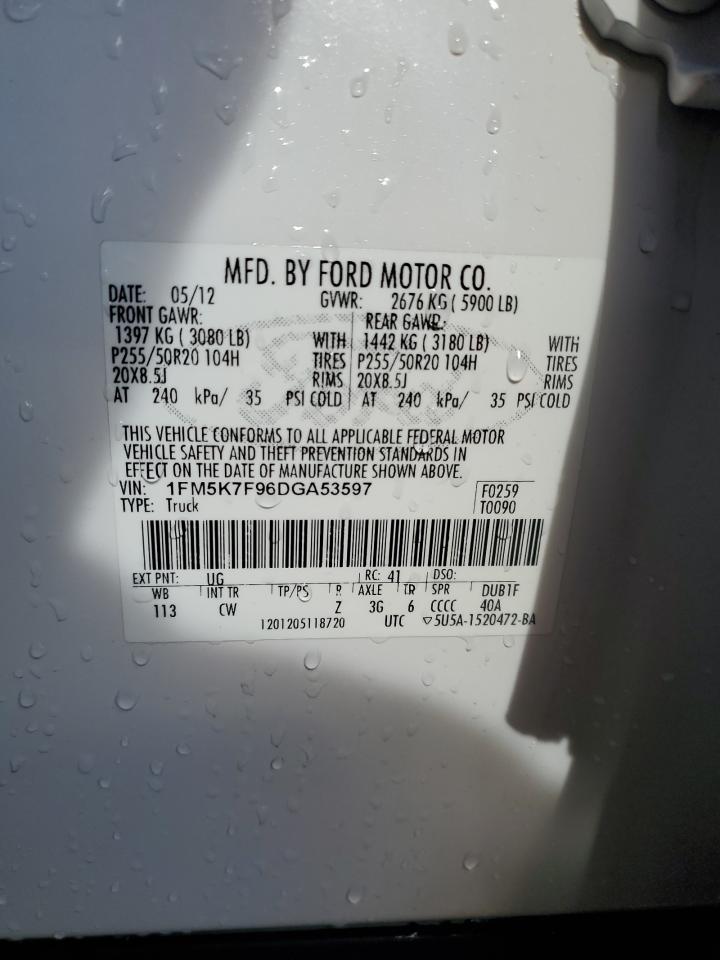 MFD. BY FORD MOTOR CO.
DATE: 05/12 GVWR: 2676 KG ( 5900 LB)
FRONT GAWR: REAR GAWR:
1397 KG ( 3080 LB) WITH 1442 KG ( 3180 LB) WITH
P255/50R20 104H TIRES P255/50R20 104H TIRES
20X8.5J RIMS 20X8.5J RIMS
AT 240 kPa/ 35 PSI COLD AT 240 kPa/ 35 PSI COLD
THIS VEHICLE CONFORMS TO ALL APPLICABLE FEDERAL MOTOR
VEHICLE SAFETY AND THEFT PREVENTION STANDARDS IN
EFFECT ON THE DATE OF MANUFACTURE SHOWN ABOVE.
VIN: 1FM5K7F96DGA53597 F0259
TYPE: Truck T0090
EXT PNT: UG RC: 41 DSO:
WB INT TR TP/PS R AXLE TR SPR DUB1F
113 CW Z 3G 6 CCCC 40A
1201205118720 UTC ▽5U5A-1520472-BA